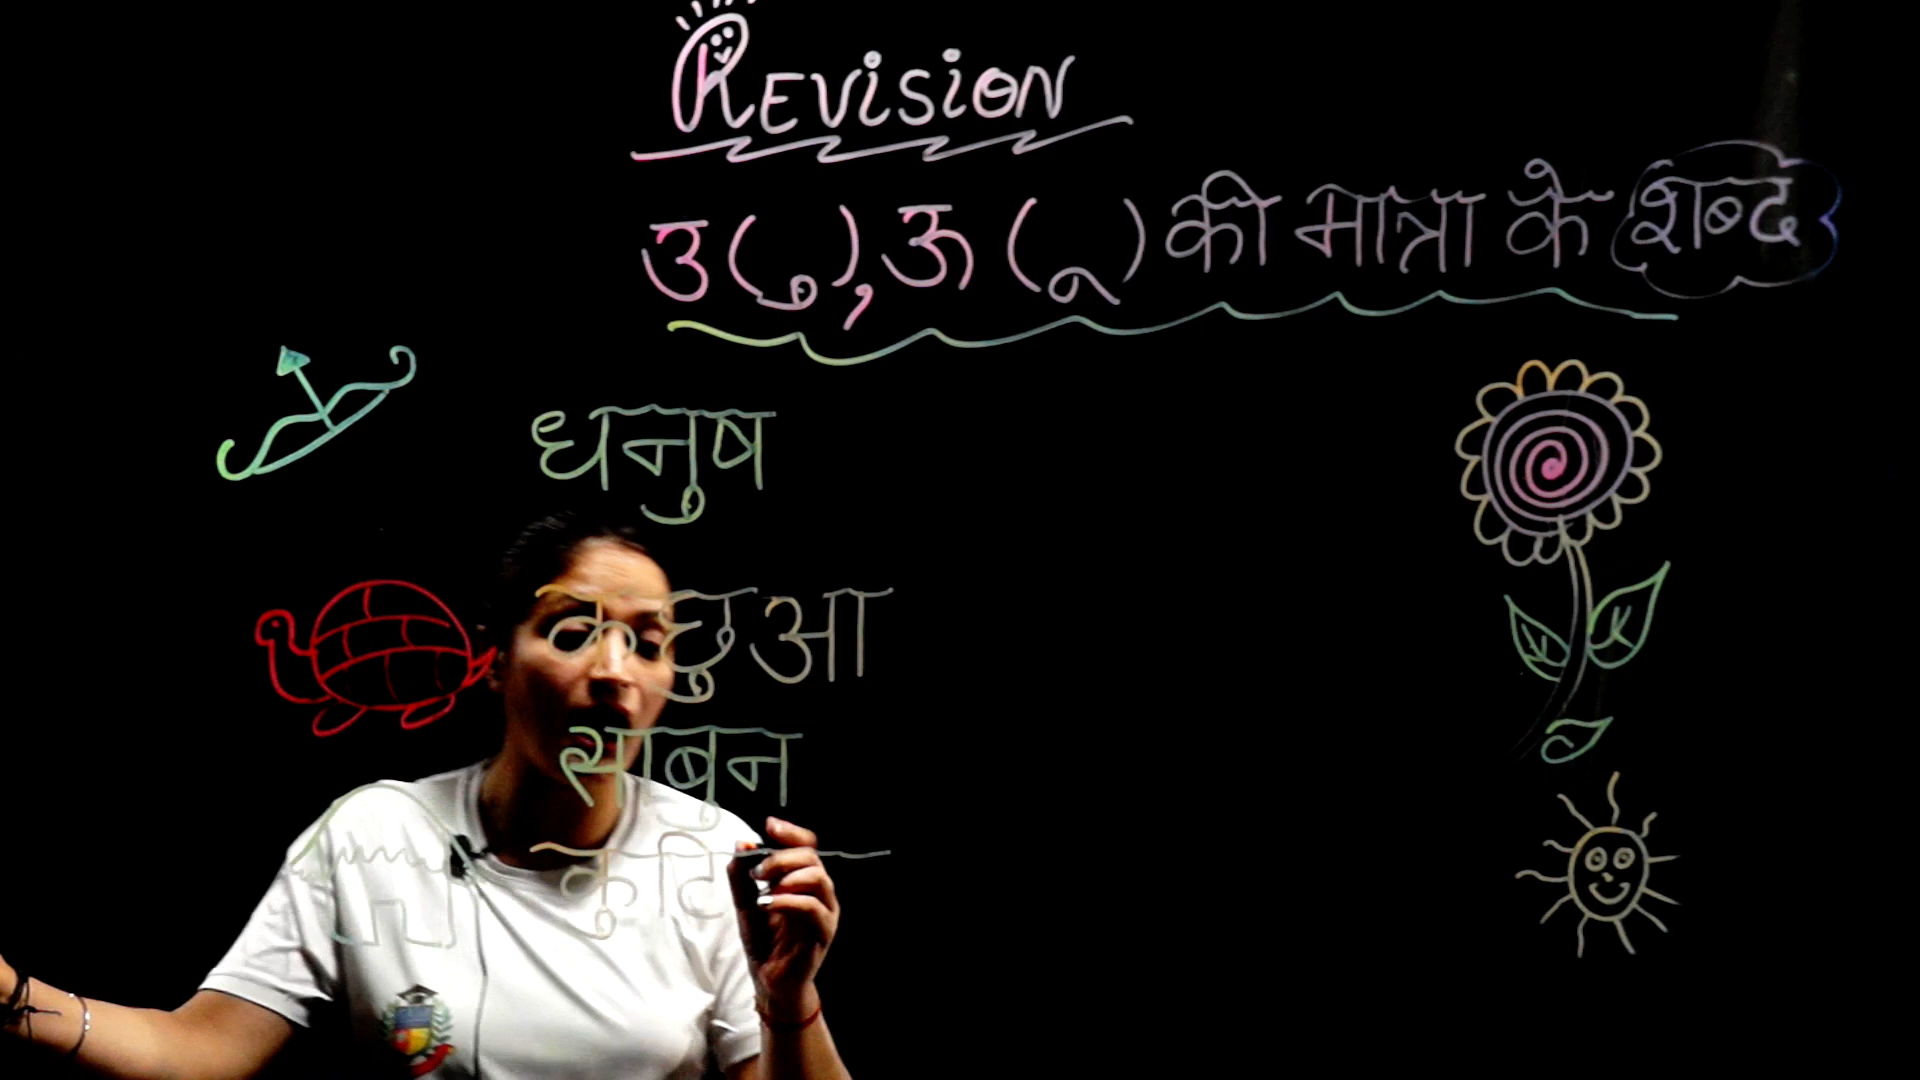 REVISION
उ ( ु ), ऊ ( ू ) की मात्रा के शब्द
धनुष
कछुआ
साबुन
कुटि